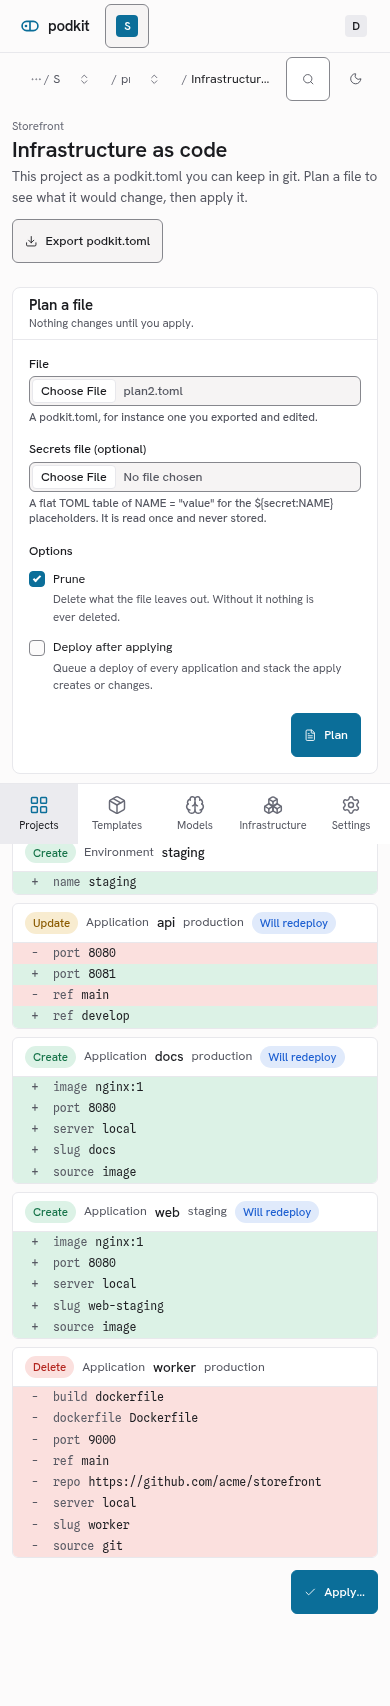 podkit
S
D
··· / S / pr / Infrastructur...
Storefront
Infrastructure as code
This project as a podkit.toml you can keep in git. Plan a file to
see what it would change, then apply it.
Export podkit.toml
Plan a file
Nothing changes until you apply.
File
Choose File plan2.toml
A podkit.toml, for instance one you exported and edited.
Secrets file (optional)
Choose File No file chosen
A flat TOML table of NAME = "value" for the ${secret:NAME}
placeholders. It is read once and never stored.
Options
Prune
Delete what the file leaves out. Without it nothing is
ever deleted.
Deploy after applying
Queue a deploy of every application and stack the apply
creates or changes.
Plan
Projects Templates Models Infrastructure Settings
Create Environment staging
+ name staging
Update Application api production Will redeploy
- port 8080
+ port 8081
- ref main
+ ref develop
Create Application docs production Will redeploy
+ image nginx:1
+ port 8080
+ server local
+ slug docs
+ source image
Create Application web staging Will redeploy
+ image nginx:1
+ port 8080
+ server local
+ slug web-staging
+ source image
Delete Application worker production
- build dockerfile
- dockerfile Dockerfile
- port 9000
- ref main
- repo https://github.com/acme/storefront
- server local
- slug worker
- source git
Apply...